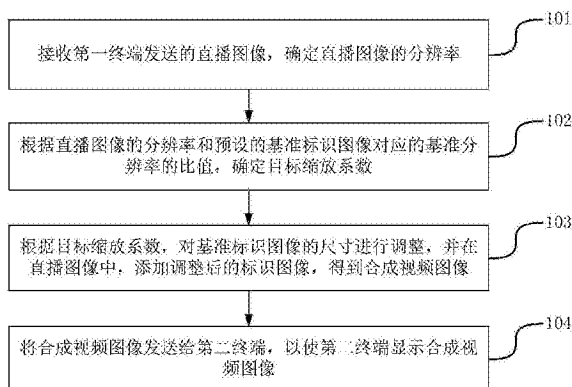 101
接收第一终端发送的直播图像，确定直播图像的分辨率
102
根据直播图像的分辨率和预设的基准标识图像对应的基准分
辨率的比值，确定目标缩放系数
103
根据目标缩放系数，对基准标识图像的尺寸进行调整，并在
直播图像中，添加调整后的标识图像，得到合成视频图像
104
将合成视频图像发送给第二终端，以使第二终端显示合成视
频图像